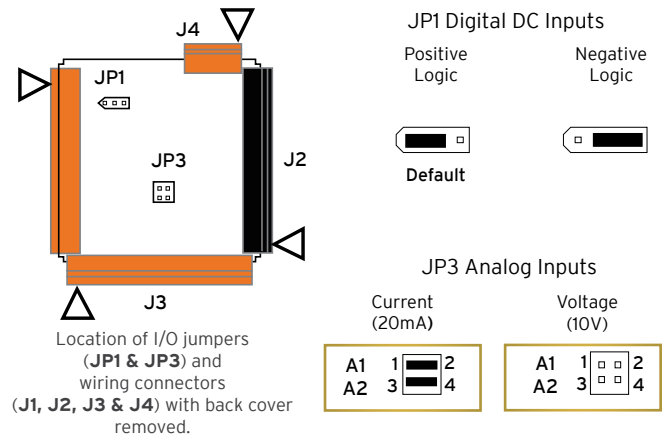 J4
JP1
JP3
J2
J3
Location of I/O jumpers
(JP1 & JP3) and
wiring connectors
(J1, J2, J3 & J4) with back cover
removed.
JP1 Digital DC Inputs
Positive
Logic
Negative
Logic
Default
JP3 Analog Inputs
Current
(20mA)
Voltage
(10V)
A1 1 2
A2 3 4
A1 1 2
A2 3 4